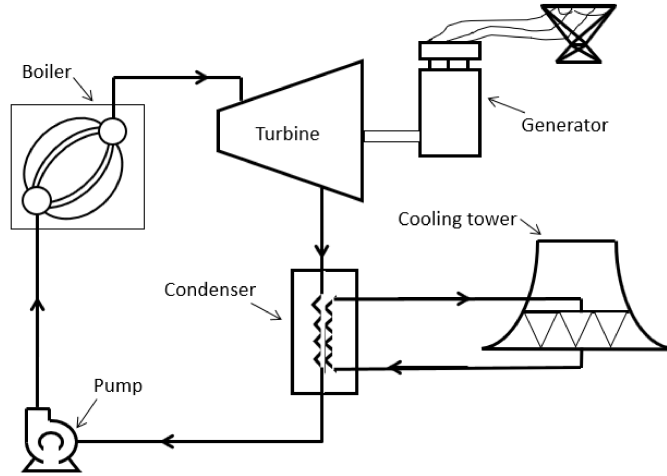 Boiler
Turbine
Generator
Cooling tower
Condenser
Pump